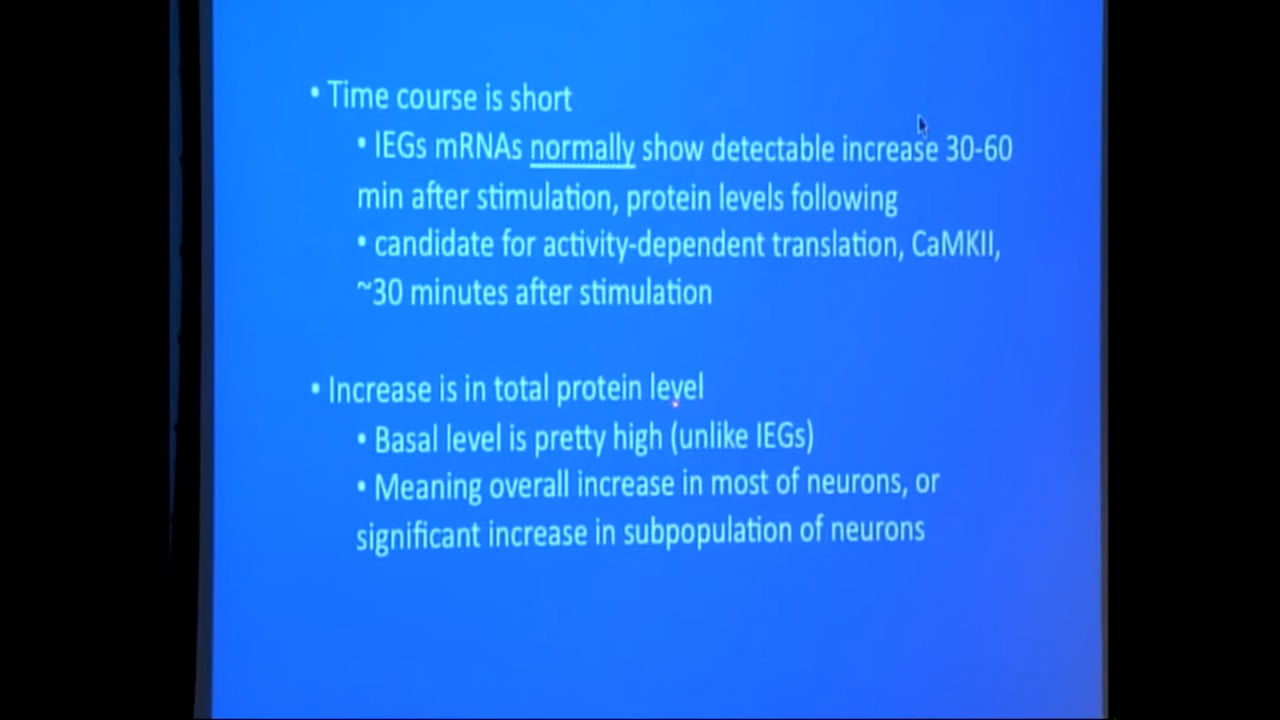 • Time course is short
• IEGs mRNAs normally show detectable increase 30-60
min after stimulation, protein levels following
• candidate for activity-dependent translation, CaMKII,
~30 minutes after stimulation
• Increase is in total protein level
• Basal level is pretty high (unlike IEGs)
• Meaning overall increase in most of neurons, or
significant increase in subpopulation of neurons